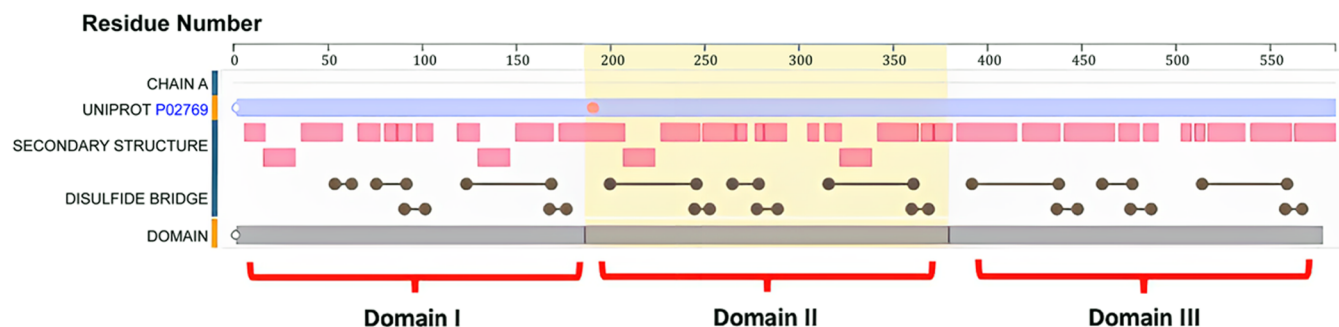 Residue Number
0 50 100 150 200 250 300 350 400 450 500 550
CHAIN A
UNIPROT P02769
SECONDARY STRUCTURE
DISULFIDE BRIDGE
DOMAIN
Domain I Domain II Domain III